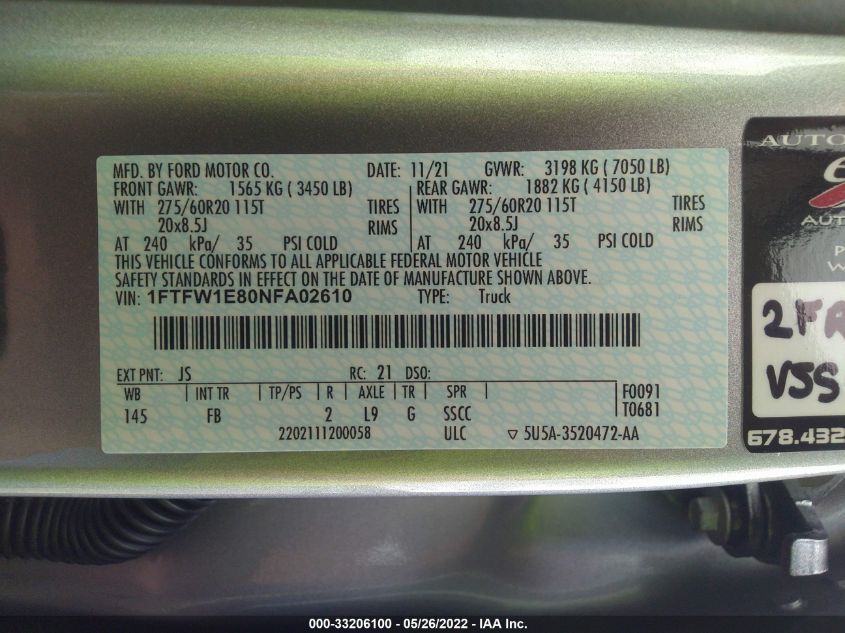 MFD. BY FORD MOTOR CO. DATE: 11/21 GVWR: 3198 KG ( 7050 LB)
FRONT GAWR: 1565 KG ( 3450 LB) REAR GAWR: 1882 KG ( 4150 LB)
WITH 275/60R20 115T TIRES WITH 275/60R20 115T TIRES
20x8.5J RIMS 20x8.5J RIMS
AT 240 kPa/ 35 PSI COLD AT 240 kPa/ 35 PSI COLD
THIS VEHICLE CONFORMS TO ALL APPLICABLE FEDERAL MOTOR VEHICLE
SAFETY STANDARDS IN EFFECT ON THE DATE OF MANUFACTURE SHOWN ABOVE.
VIN: 1FTFW1E80NFA02610 TYPE: Truck
EXT PNT: JS RC: 21 DSO:
WB INT TR TP/PS R AXLE TR SPR F0091
145 FB 2 L9 G SSCC T0681
2202111200058 ULC ▽ 5U5A-3520472-AA
AUTO
AUT
P
W
2FR
VSS
678.432
000-33206100 - 05/26/2022 - IAA Inc.